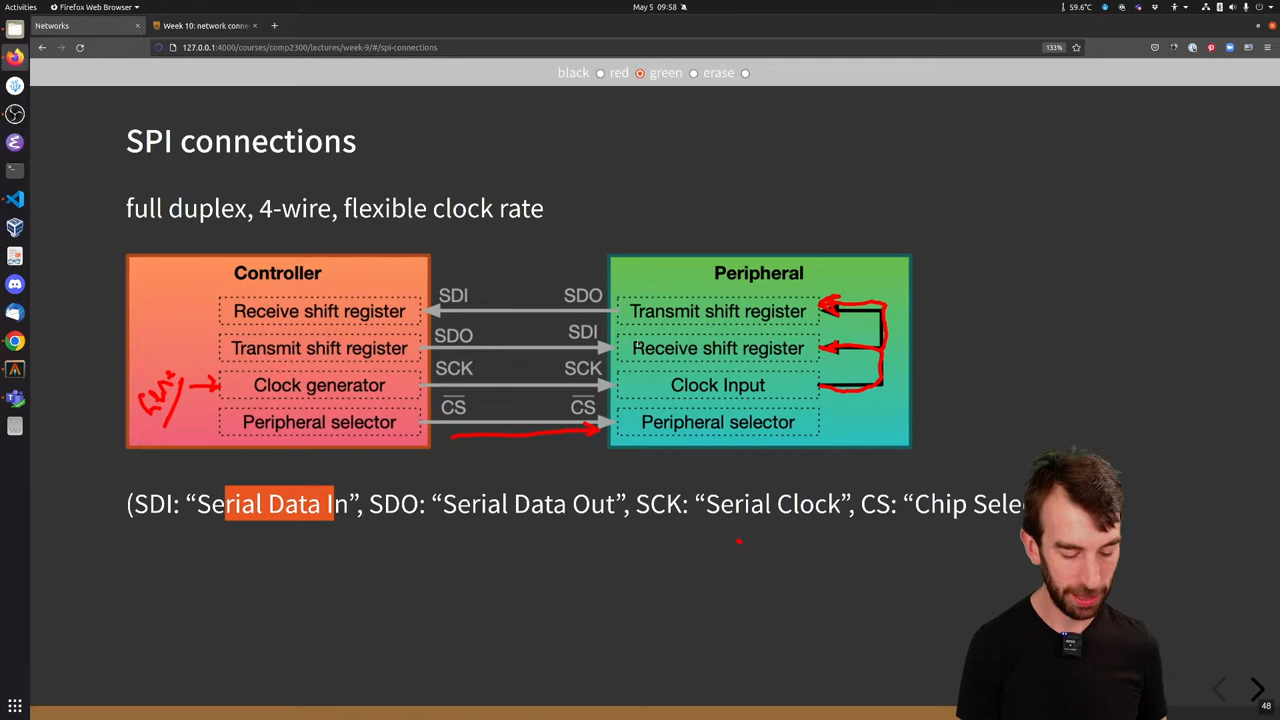 Activities
Firefox Web Browser
May 5 09:58
59.6°C
Networks
Week 10: network conne
127.0.0.1:4000/courses/comp2300/lectures/week-9/#/spi-connections
133%
black red green erase
SPI connections
full duplex, 4-wire, flexible clock rate
Controller
Peripheral
Receive shift register
SDI
SDO
Transmit shift register
Transmit shift register
SDO
SDI
Receive shift register
Clock generator
SCK
SCK
Clock Input
Peripheral selector
CS
CS
Peripheral selector
(SDI: “Serial Data In”, SDO: “Serial Data Out”, SCK: “Serial Clock”, CS: “Chip Sele
48